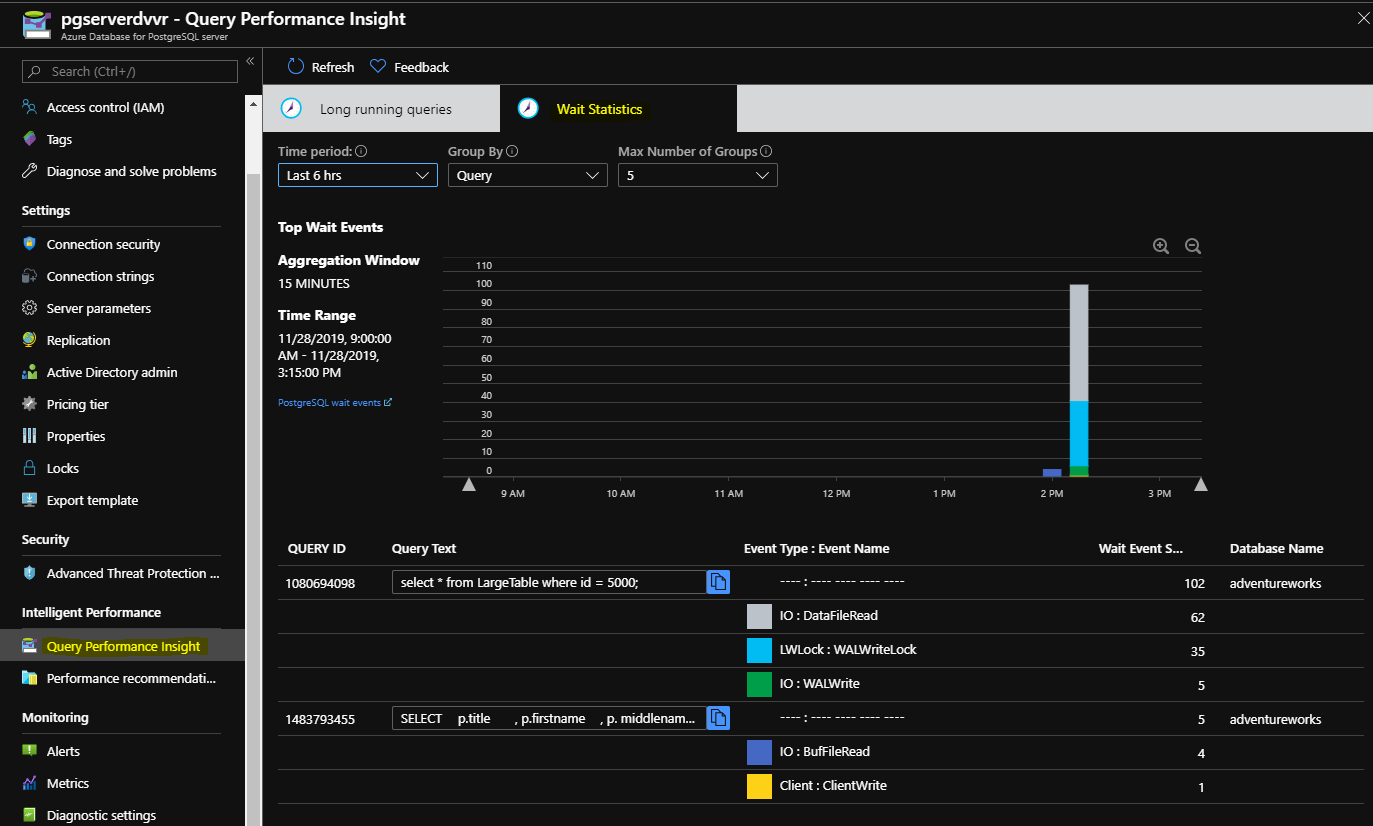 pgserverdvvr - Query Performance Insight
Azure Database for PostgreSQL server
Search (Ctrl+/)
«
Access control (IAM)
Tags
Diagnose and solve problems
Settings
Connection security
Connection strings
Server parameters
Replication
Active Directory admin
Pricing tier
Properties
Locks
Export template
Security
Advanced Threat Protection ...
Intelligent Performance
Query Performance Insight
Performance recommendati...
Monitoring
Alerts
Metrics
Diagnostic settings
Refresh Feedback
Long running queries Wait Statistics
Time period: Group By Max Number of Groups
Last 6 hrs Query 5
Top Wait Events
Aggregation Window
15 MINUTES
Time Range
11/28/2019, 9:00:00
AM - 11/28/2019,
3:15:00 PM
PostgreSQL wait events
110
100
90
80
70
60
50
40
30
20
10
0
9 AM 10 AM 11 AM 12 PM 1 PM 2 PM 3 PM
QUERY ID Query Text Event Type : Event Name Wait Event S... Database Name
1080694098 select * from LargeTable where id = 5000; ---- : ---- ---- ---- ---- 102 adventureworks
IO : DataFileRead 62
LWLock : WALWriteLock 35
IO : WALWrite 5
1483793455 SELECT p.title , p.firstname , p. middlenam... ---- : ---- ---- ---- ---- 5 adventureworks
IO : BufFileRead 4
Client : ClientWrite 1